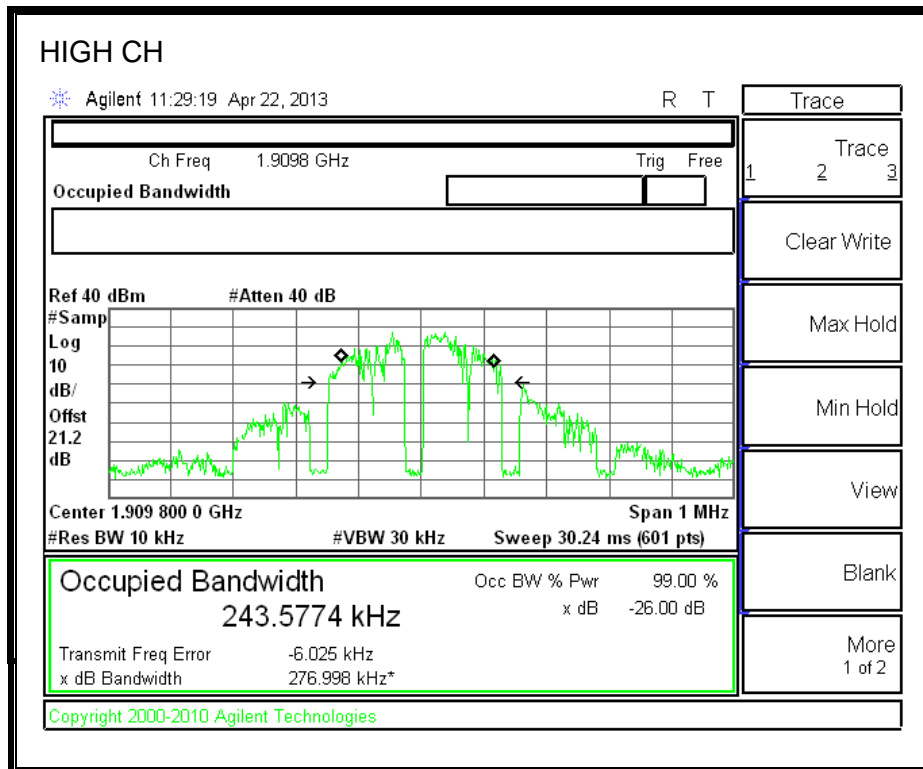 HIGH CH
Agilent 11:29:19 Apr 22, 2013 R T
Trace
Ch Freq 1.9098 GHz Trig Free
Occupied Bandwidth
Trace
1 2 3
Clear Write
Max Hold
Min Hold
View
Blank
More
1 of 2
Ref 40 dBm #Atten 40 dB
#Samp
Log
10
dB/
Offst
21.2
dB
Center 1.909 800 0 GHz Span 1 MHz
#Res BW 10 kHz #VBW 30 kHz Sweep 30.24 ms (601 pts)
Occupied Bandwidth Occ BW % Pwr 99.00 %
243.5774 kHz x dB -26.00 dB
Transmit Freq Error -6.025 kHz
x dB Bandwidth 276.998 kHz*
Copyright 2000-2010 Agilent Technologies